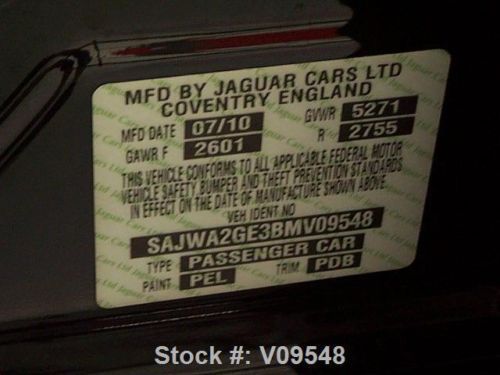 MFD BY JAGUAR CARS LTD
COVENTRY ENGLAND
MFD DATE 07/10 GVWR 5271
GAWR F 2601 R 2755
THIS VEHICLE CONFORMS TO ALL APPLICABLE FEDERAL MOTOR
VEHICLE SAFETY BUMPER AND THEFT PREVENTION STANDARDS
IN EFFECT ON THE DATE OF MANUFACTURE SHOWN ABOVE.
VEH IDENT NO
SAJWA2GE3BMV09548
TYPE PASSENGER CAR
PAINT PEL TRIM PDB
Stock #: V09548